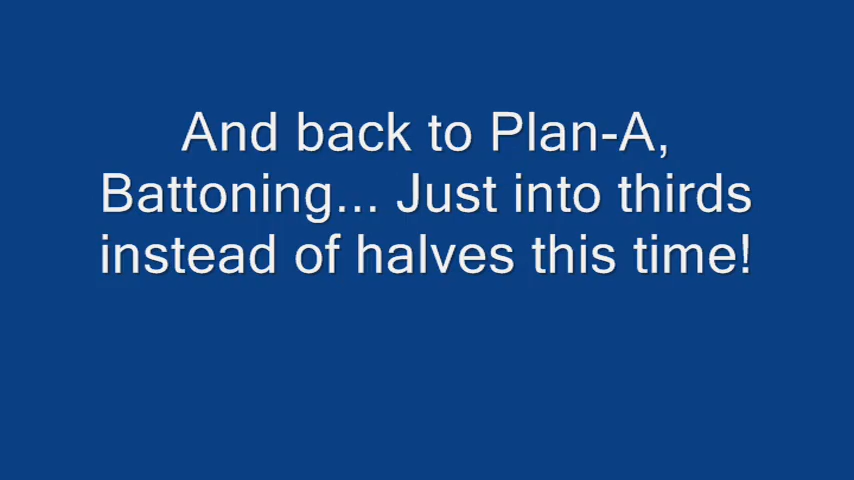 And back to Plan-A,
Battoning... Just into thirds
instead of halves this time!